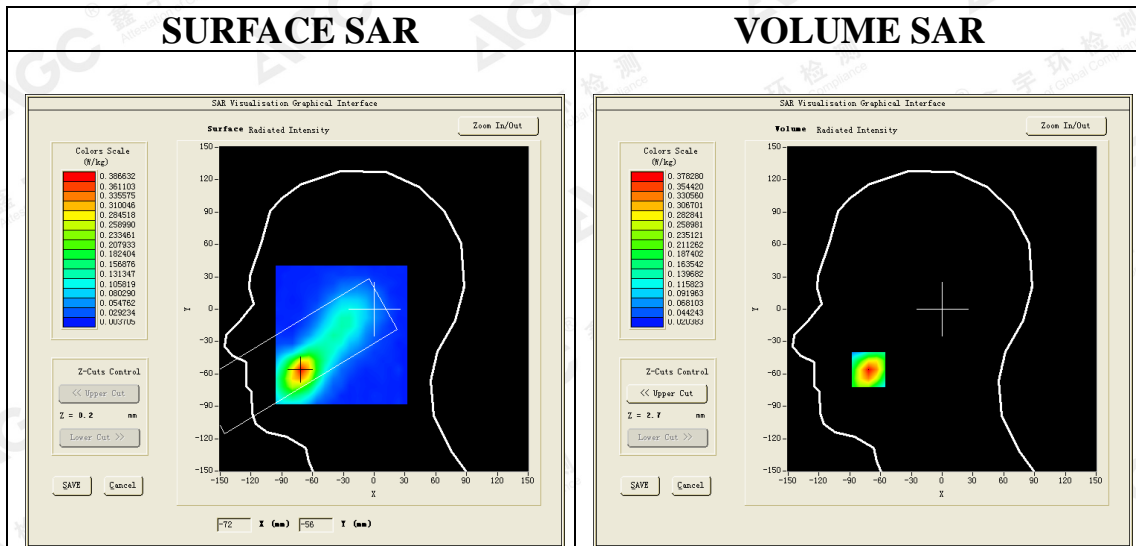 SURFACE SAR
VOLUME SAR
SAR Visualisation Graphical Interface
Surface Radiated Intensity
Zoom In/Out
Colors Scale
(W/kg)
0.386632
0.361103
0.335575
0.310046
0.284518
0.258990
0.233461
0.207933
0.182404
0.156876
0.131347
0.105819
0.080290
0.054762
0.029234
0.003705
Z-Cuts Control
<< Upper Cut
Z = 0.2 mm
Lower Cut >>
SAVE Cancel
150
120
90
60
30
0
-30
-60
-90
-120
-150
Y
-150 -120 -90 -60 -30 0 30 60 90 120 150
X
-72 X (mm) -56 Y (mm)
SAR Visualisation Graphical Interface
Volume Radiated Intensity
Zoom In/Out
Colors Scale
(W/kg)
0.378280
0.354420
0.330560
0.306701
0.282841
0.258981
0.235121
0.211262
0.187402
0.163542
0.139682
0.115823
0.091963
0.068103
0.044243
0.020383
Z-Cuts Control
<< Upper Cut
Z = 2.7 mm
Lower Cut >>
SAVE Cancel
150
120
90
60
30
0
-30
-60
-90
-120
-150
Y
-150 -120 -90 -60 -30 0 30 60 90 120 150
X